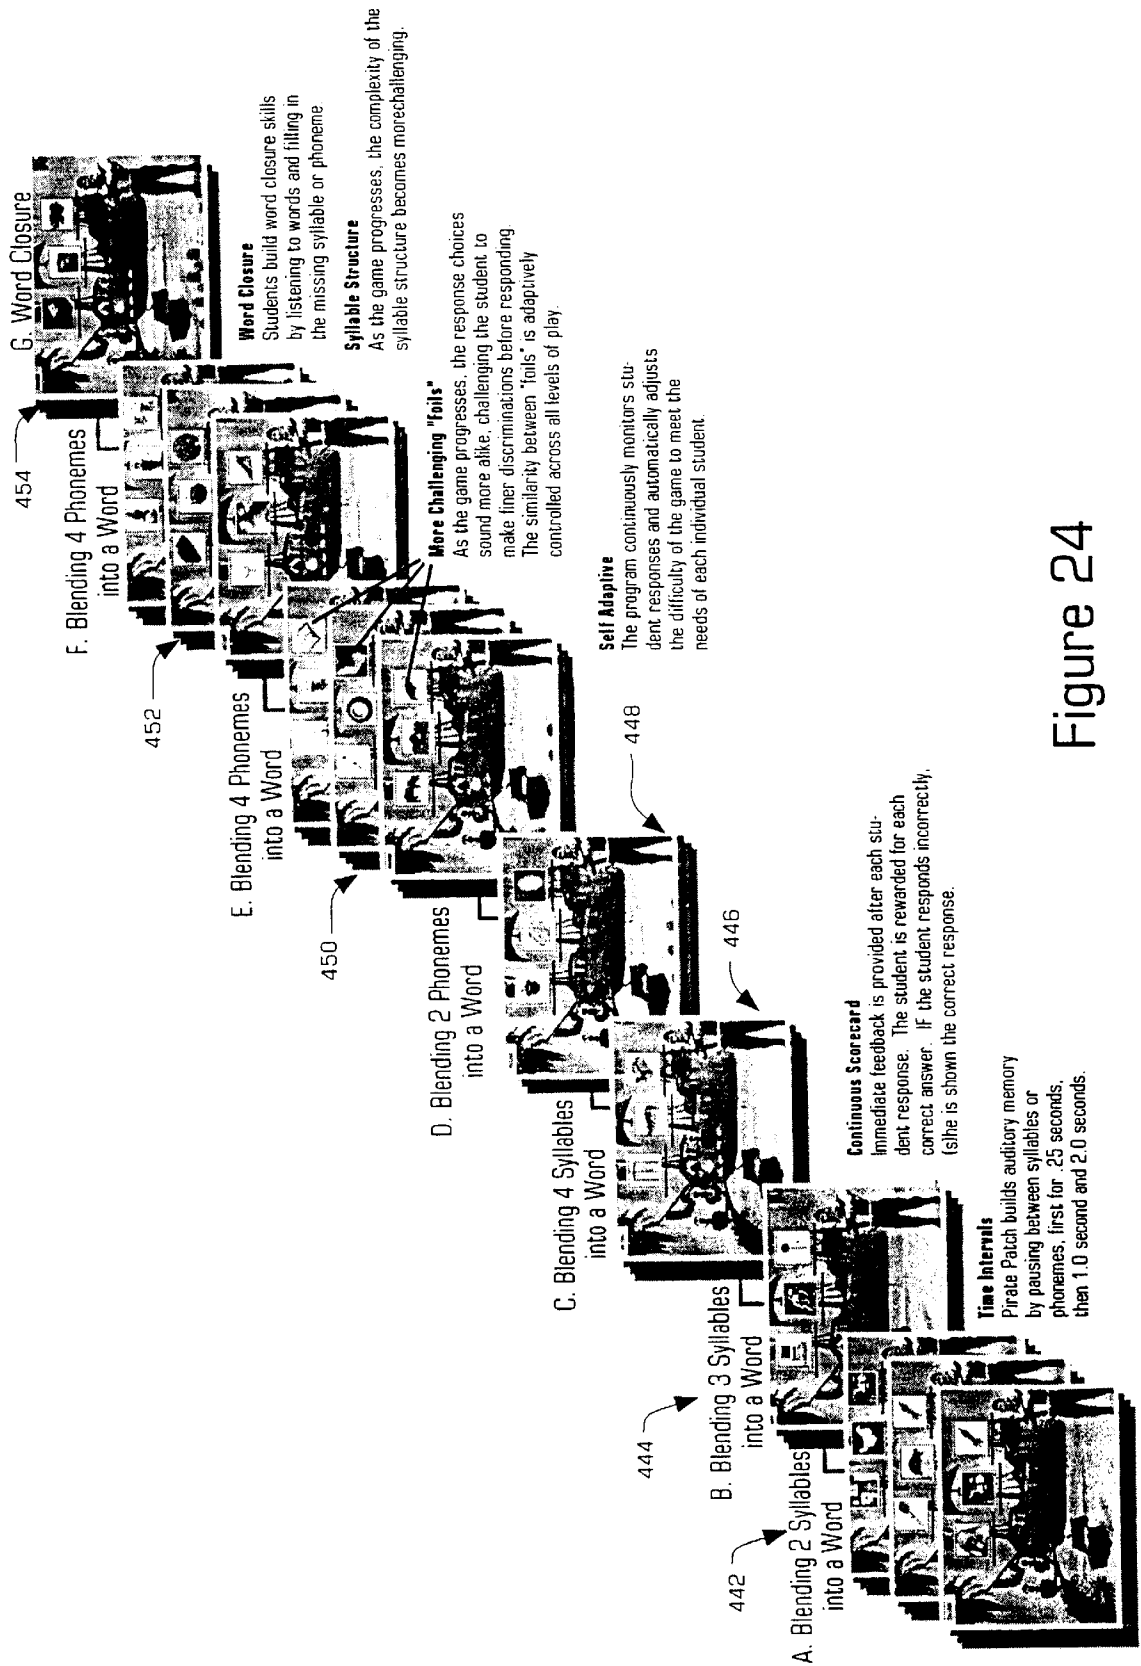 A. Blending 2 Syllables
into a Word
442
B. Blending 3 Syllables
into a Word
444
C. Blending 4 Syllables
into a Word
446
D. Blending 2 Phonemes
into a Word
448
E. Blending 4 Phonemes
into a Word
450
F. Blending 4 Phonemes
into a Word
452
G. Word Closure
454
Time Intervals
Pirate Patch builds auditory memory
by pausing between syllables or
phonemes, first for .25 seconds,
then 1.0 second and 2.0 seconds.
Continuous Scorecard
Immediate feedback is provided after each stu-
dent response. The student is rewarded for each
correct answer. IF the student responds incorrectly,
(s)he is shown the correct response.
Self Adaptive
The program continuously monitors stu-
dent responses and automatically adjusts
the difficulty of the game to meet the
needs of each individual student.
More Challenging "Foils"
As the game progresses, the response choices
sound more alike, challenging the student to
make finer discriminations before responding.
The similarity between "foils" is adaptively
controlled across all levels of play.
Word Closure
Students build word closure skills
by listening to words and filling in
the missing syllable or phoneme.
Syllable Structure
As the game progresses, the complexity of the
syllable structure becomes morechallenging.
Figure 24